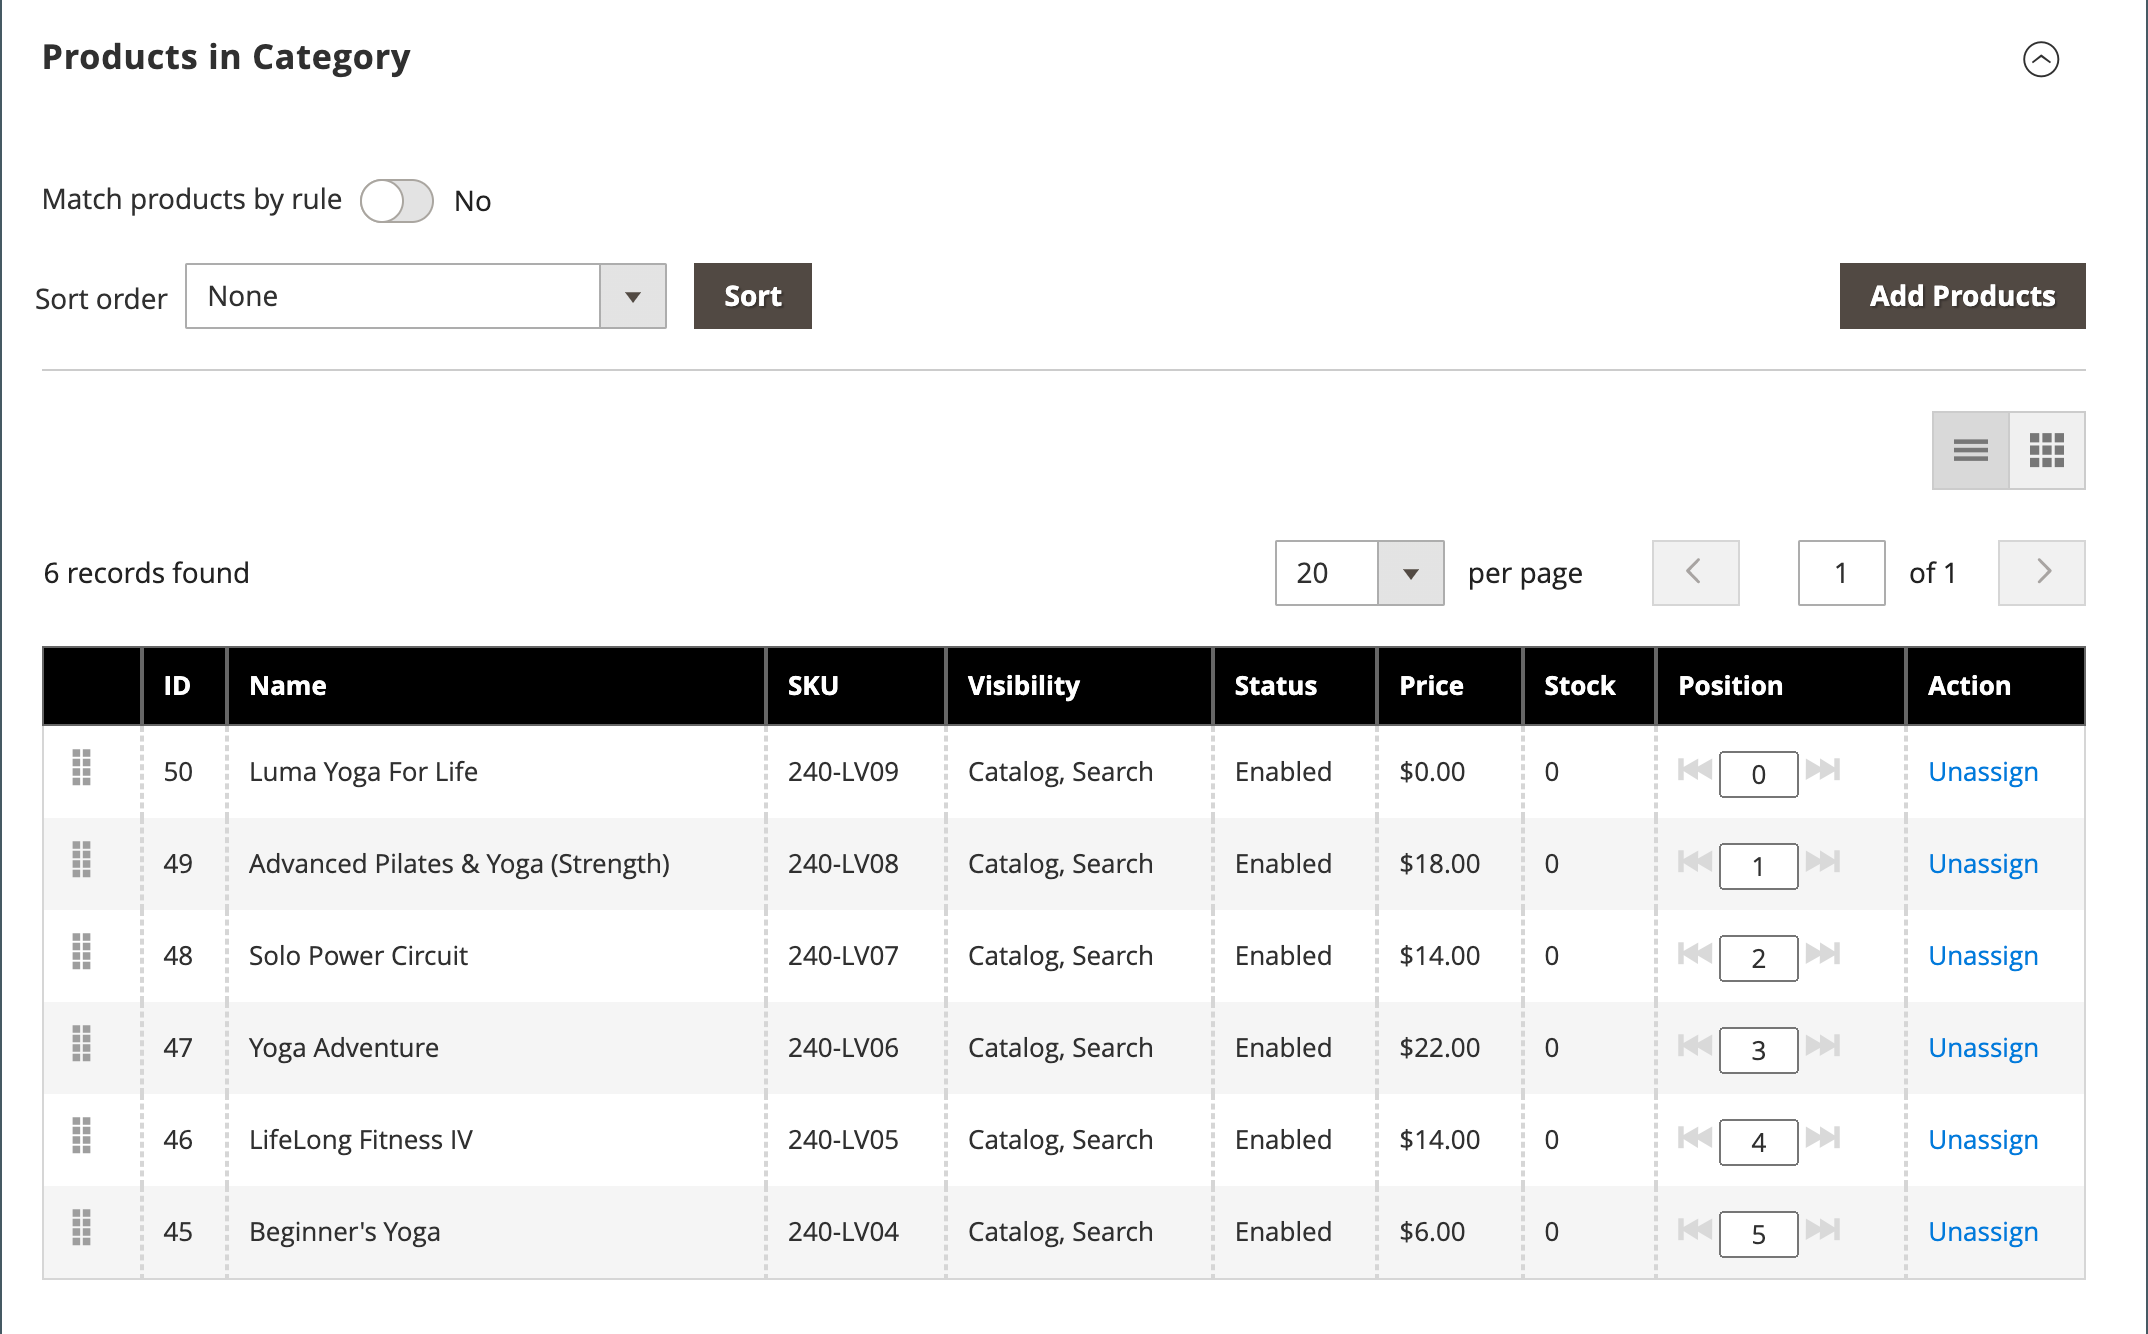 Products in Category
Match products by rule No
Sort order None Sort Add Products
6 records found 20 per page 1 of 1
ID Name SKU Visibility Status Price Stock Position Action
50 Luma Yoga For Life 240-LV09 Catalog, Search Enabled $0.00 0 0 Unassign
49 Advanced Pilates & Yoga (Strength) 240-LV08 Catalog, Search Enabled $18.00 0 1 Unassign
48 Solo Power Circuit 240-LV07 Catalog, Search Enabled $14.00 0 2 Unassign
47 Yoga Adventure 240-LV06 Catalog, Search Enabled $22.00 0 3 Unassign
46 LifeLong Fitness IV 240-LV05 Catalog, Search Enabled $14.00 0 4 Unassign
45 Beginner's Yoga 240-LV04 Catalog, Search Enabled $6.00 0 5 Unassign